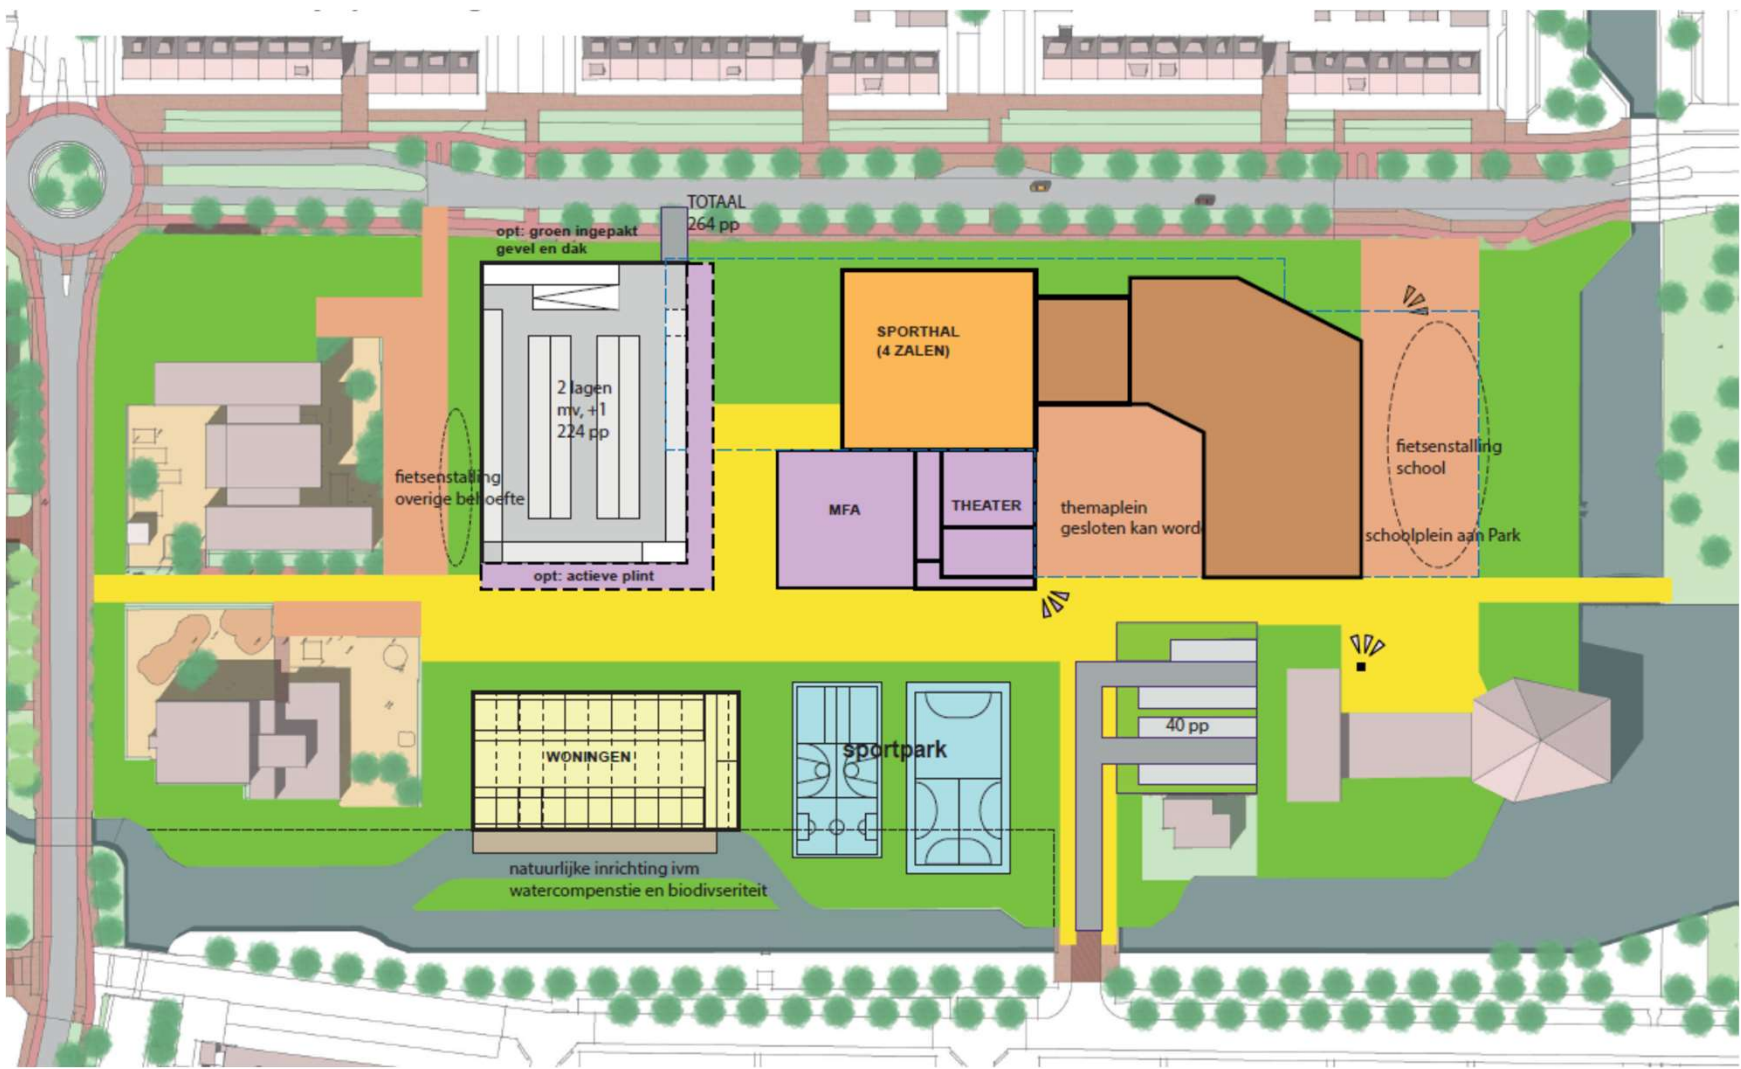 TOTAAL
264 pp
opt: groen ingepakt
gevel en dak
SPORTHAL
(4 ZALEN)
2 lagen
mv, +1
224 pp
fietsenstalling
overige behoefte
fietsenstalling
school
MFA
THEATER
themaplein
gesloten kan word
schoolplein aan Park
opt: actieve plint
40 pp
sportpark
WONINGEN
natuurlijke inrichting ivm
watercompenstie en biodivseriteit